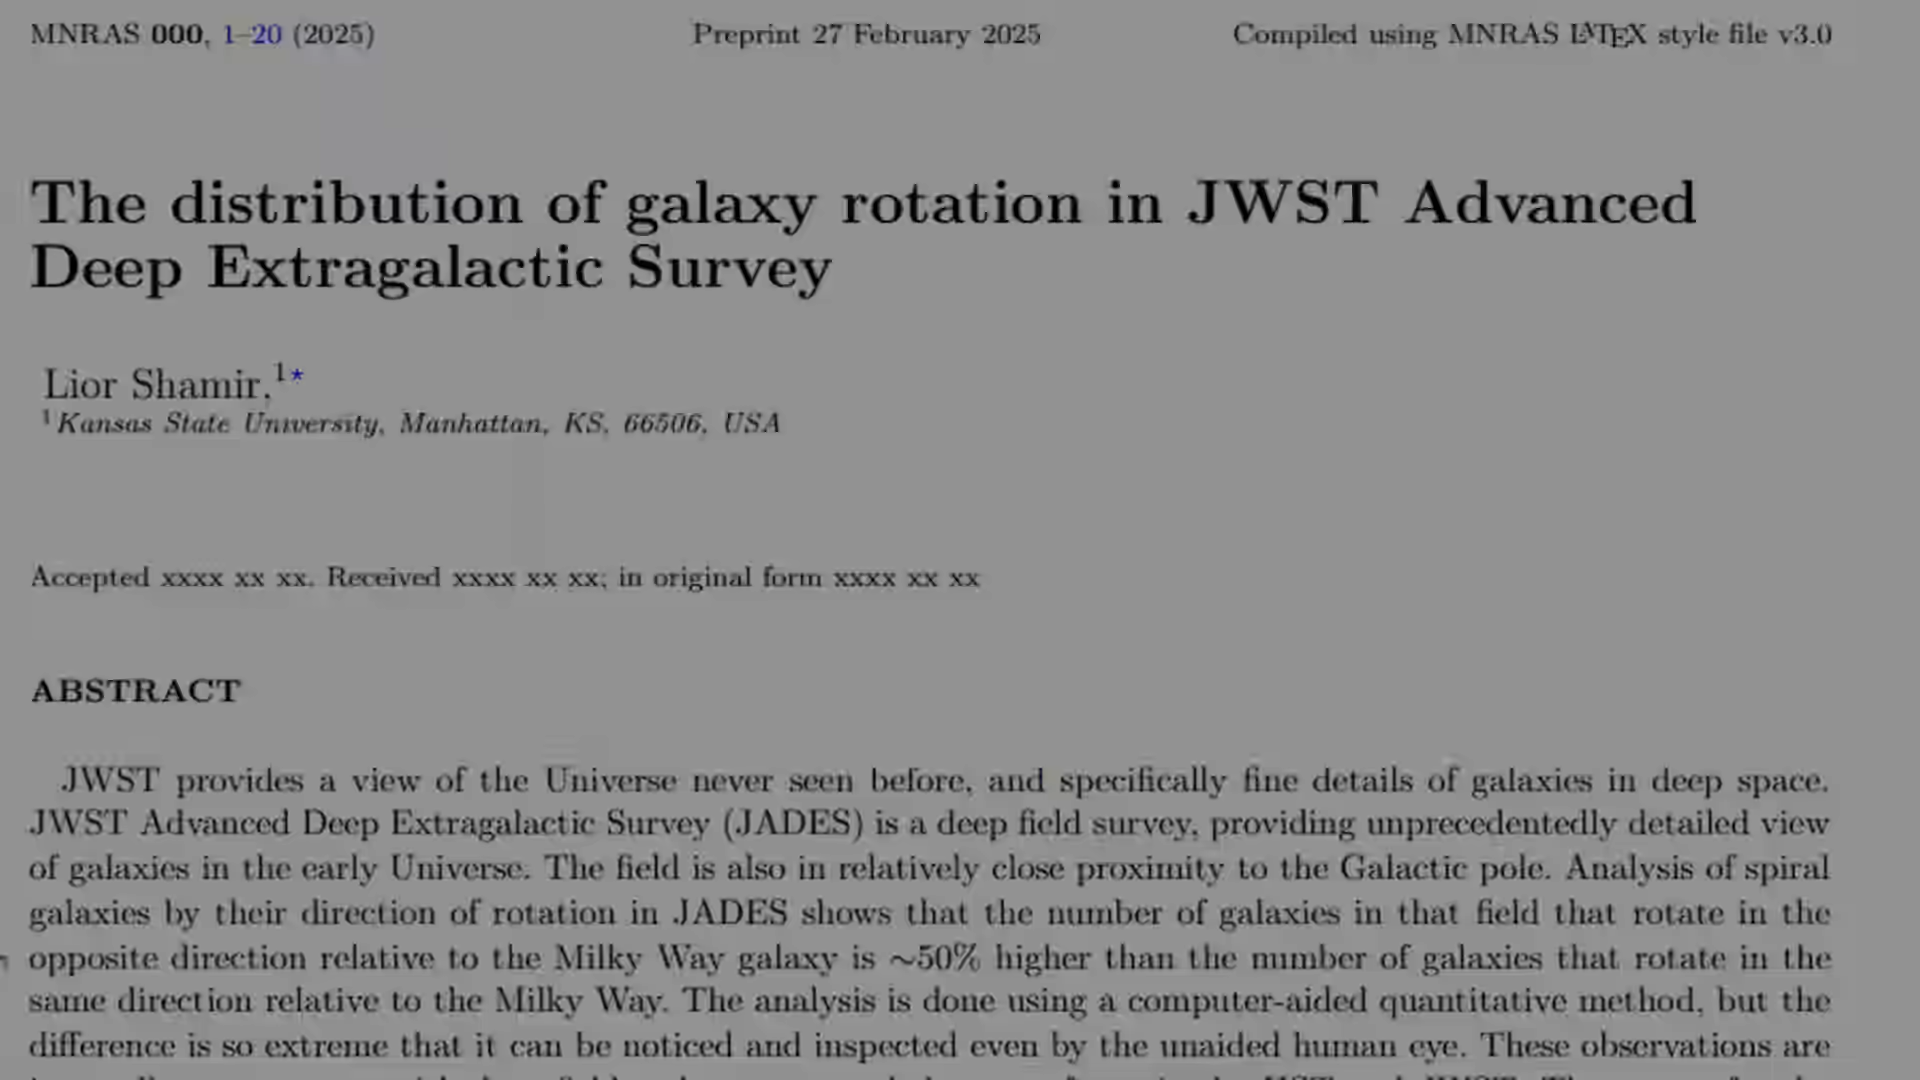 MNRAS 000, 1–20 (2025) Preprint 27 February 2025 Compiled using MNRAS LATEX style file v3.0
The distribution of galaxy rotation in JWST Advanced
Deep Extragalactic Survey
Lior Shamir,1⋆
1Kansas State University, Manhattan, KS, 66506, USA
Accepted xxxx xx xx. Received xxxx xx xx; in original form xxxx xx xx
ABSTRACT
JWST provides a view of the Universe never seen before, and specifically fine details of galaxies in deep space.
JWST Advanced Deep Extragalactic Survey (JADES) is a deep field survey, providing unprecedentedly detailed view
of galaxies in the early Universe. The field is also in relatively close proximity to the Galactic pole. Analysis of spiral
galaxies by their direction of rotation in JADES shows that the number of galaxies in that field that rotate in the
opposite direction relative to the Milky Way galaxy is ~50% higher than the number of galaxies that rotate in the
same direction relative to the Milky Way. The analysis is done using a computer-aided quantitative method, but the
difference is so extreme that it can be noticed and inspected even by the unaided human eye. These observations are